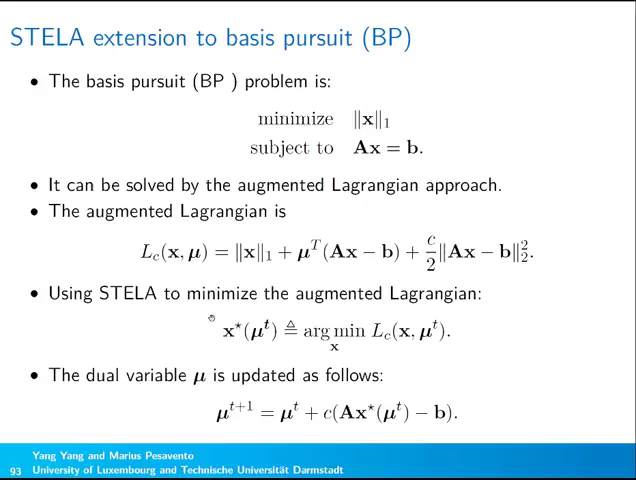 STELA extension to basis pursuit (BP)
• The basis pursuit (BP ) problem is:
minimize ‖x‖₁
subject to Ax = b.
• It can be solved by the augmented Lagrangian approach.
• The augmented Lagrangian is
L_c(x, μ) = ‖x‖₁ + μ^T(Ax − b) + c/2 ‖Ax − b‖₂².
• Using STELA to minimize the augmented Lagrangian:
x⋆(μ^t) ≜ arg min_x L_c(x, μ^t).
• The dual variable μ is updated as follows:
μ^{t+1} = μ^t + c(Ax⋆(μ^t) − b).
Yang Yang and Marius Pesavento
93 University of Luxembourg and Technische Universität Darmstadt